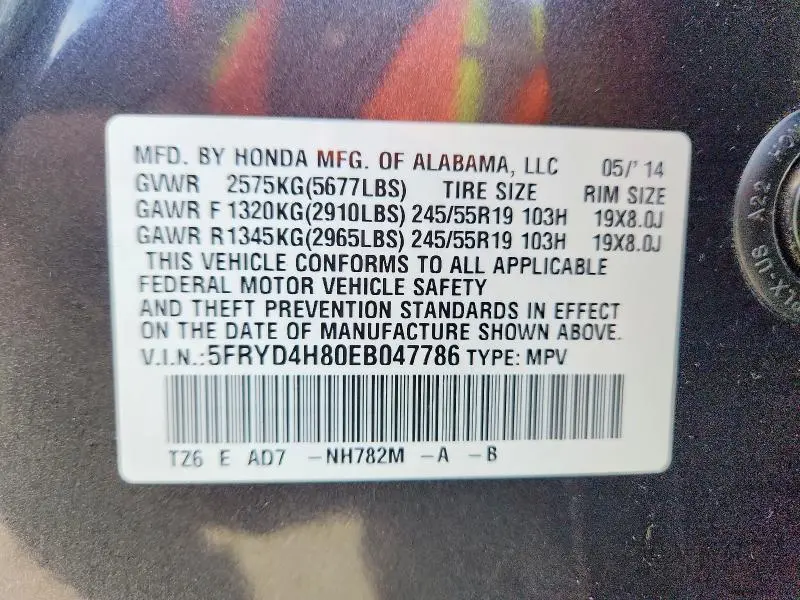 MFD. BY HONDA MFG. OF ALABAMA, LLC 05/'14
GVWR 2575KG(5677LBS) TIRE SIZE RIM SIZE
GAWR F 1320KG(2910LBS) 245/55R19 103H 19X8.0J
GAWR R 1345KG(2965LBS) 245/55R19 103H 19X8.0J
THIS VEHICLE CONFORMS TO ALL APPLICABLE
FEDERAL MOTOR VEHICLE SAFETY
AND THEFT PREVENTION STANDARDS IN EFFECT
ON THE DATE OF MANUFACTURE SHOWN ABOVE.
V.I.N.:5FRYD4H80EB047786 TYPE: MPV
TZ6 E AD7 -NH782M -A -B
A22